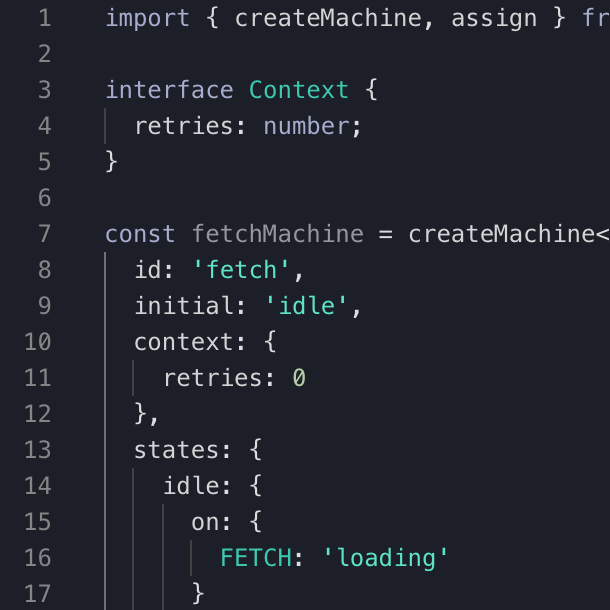 1 import { createMachine, assign } fr
2
3 interface Context {
4 retries: number;
5 }
6
7 const fetchMachine = createMachine<
8 id: 'fetch',
9 initial: 'idle',
10 context: {
11 retries: 0
12 },
13 states: {
14 idle: {
15 on: {
16 FETCH: 'loading'
17 }